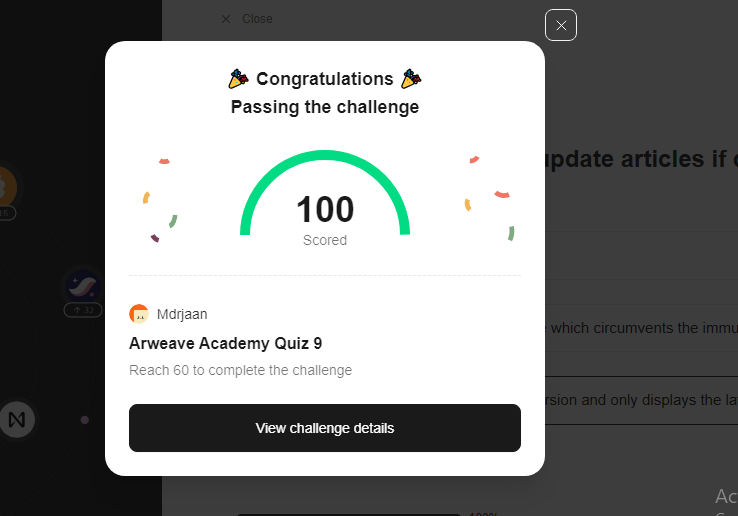 Close
Congratulations
Passing the challenge
update articles if
100
Scored
32
Mdrjaan
which circumvents the immu
Arweave Academy Quiz 9
Reach 60 to complete the challenge
rsion and only displays the la
View challenge details
Ac
100%